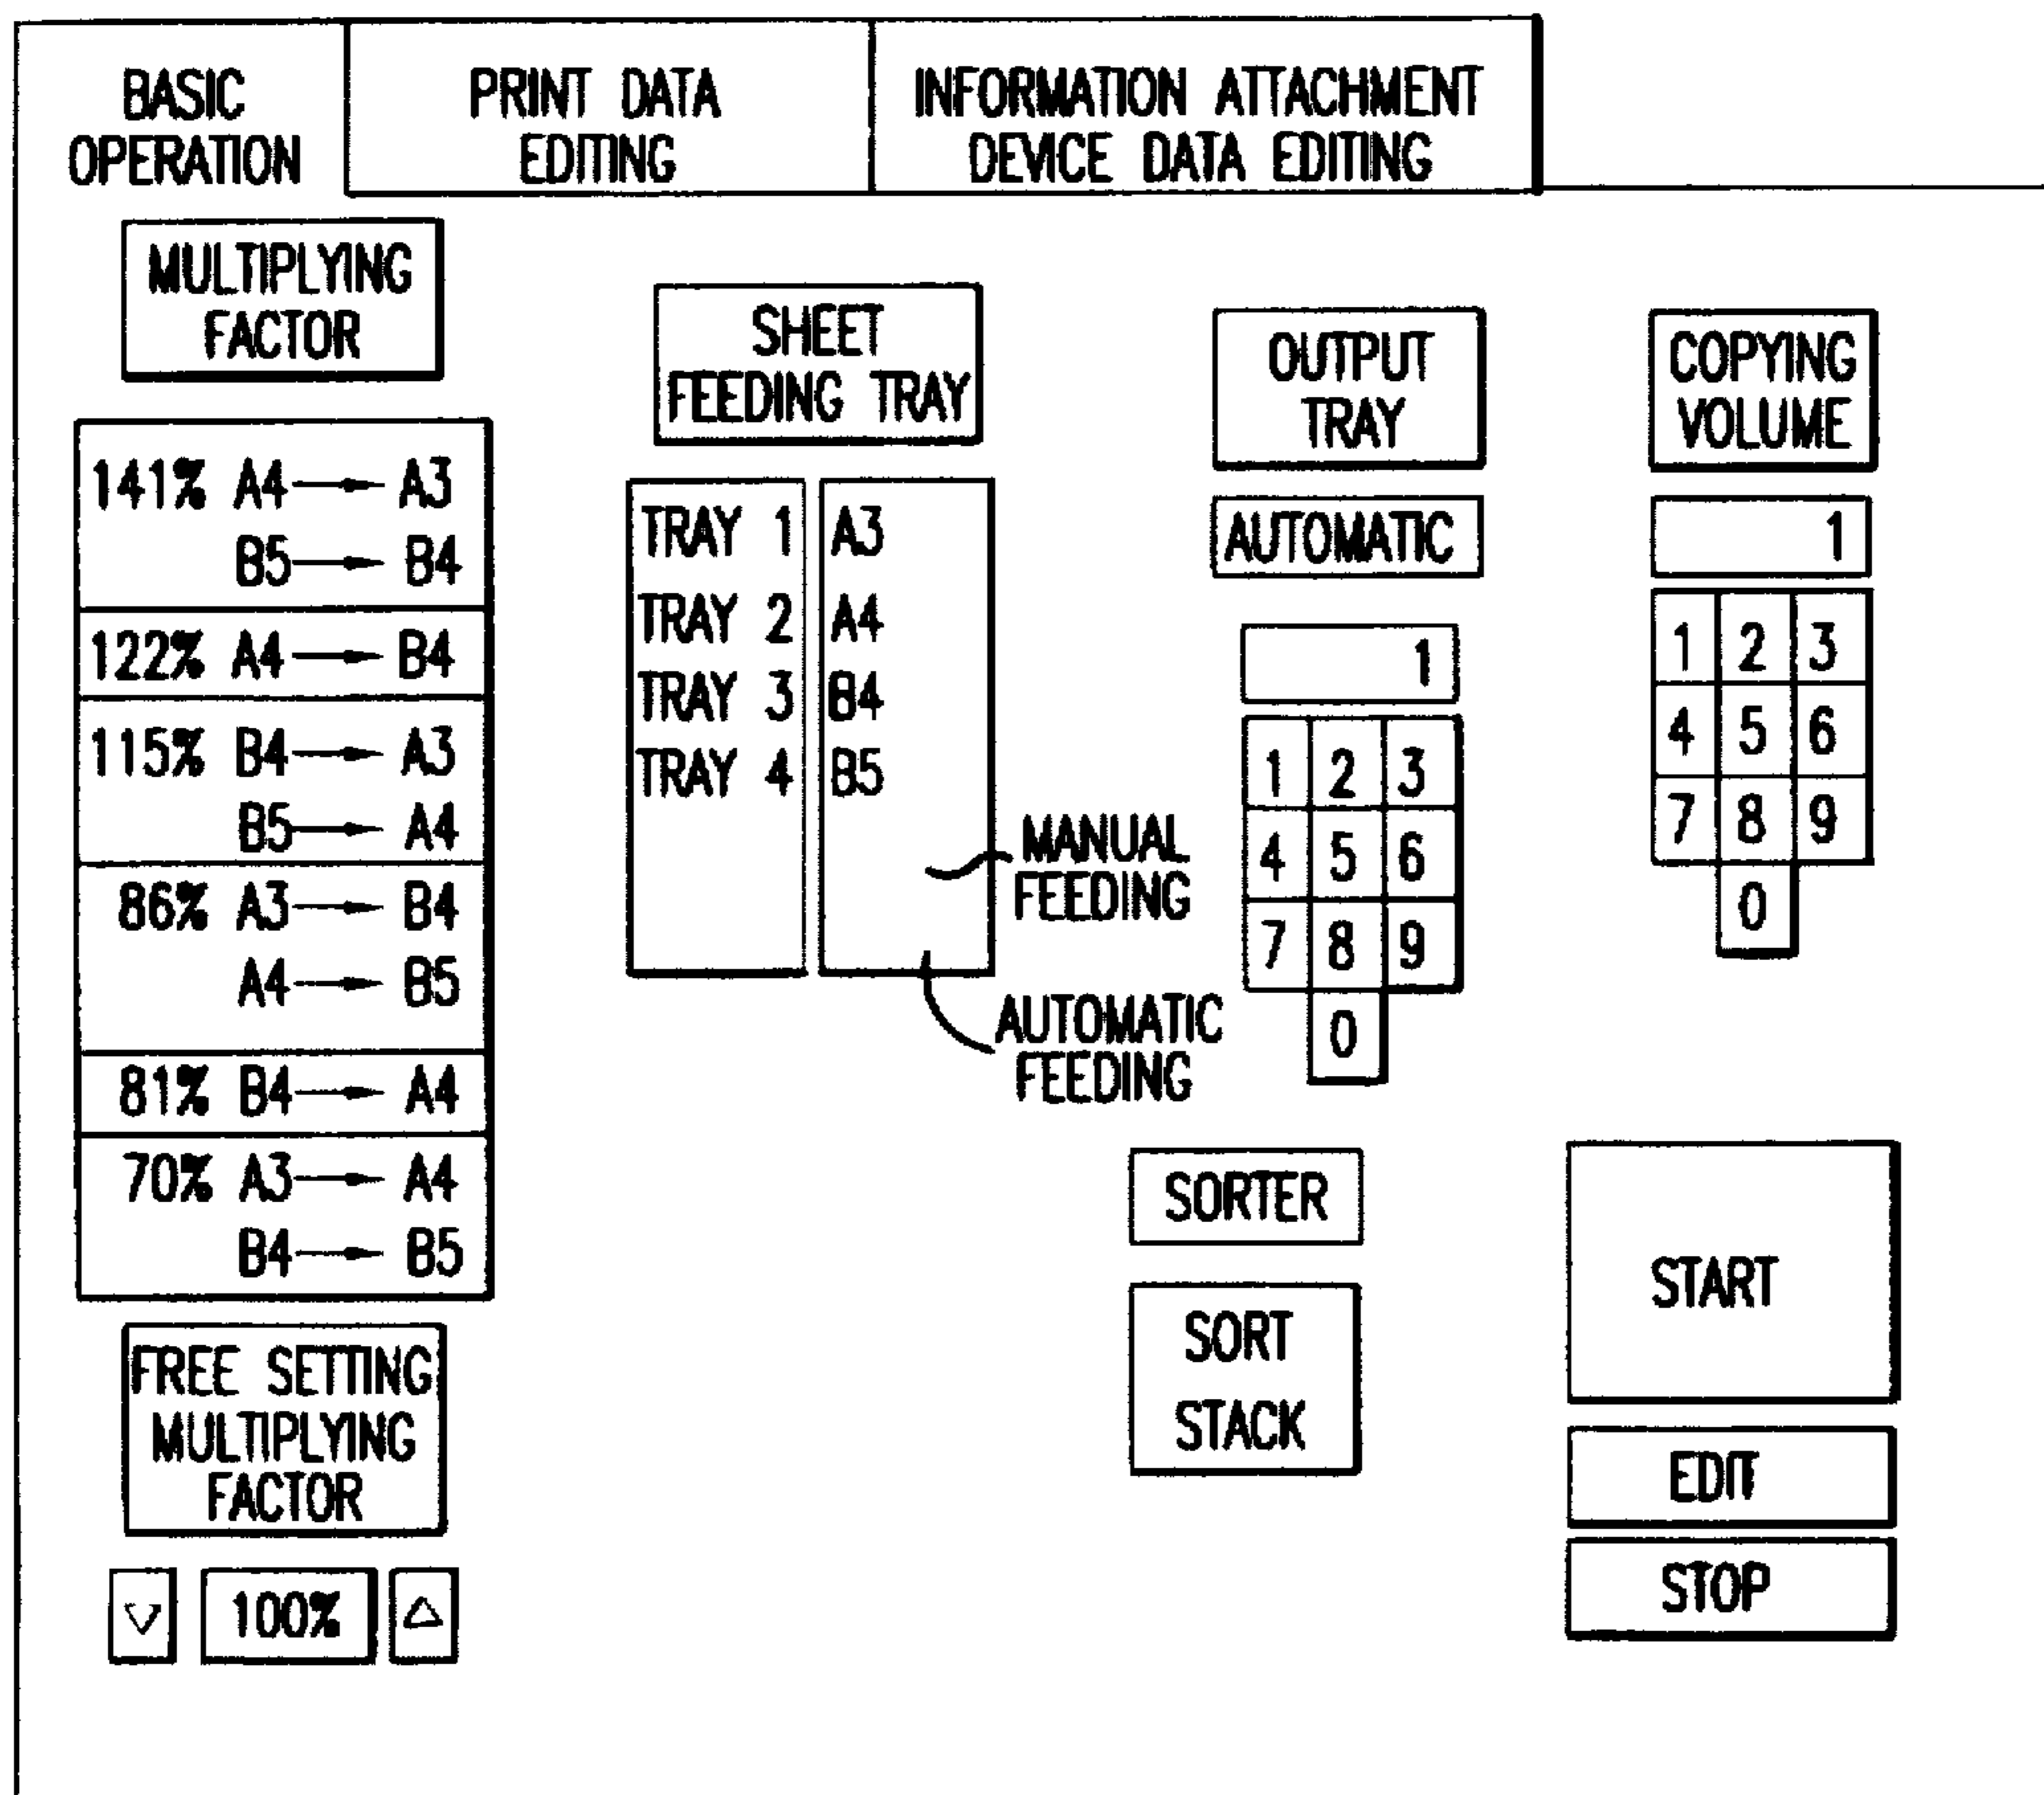 BASIC
OPERATION
PRINT DATA
EDITING
INFORMATION ATTACHMENT
DEVICE DATA EDITING
MULTIPLYING
FACTOR
141% A4 → A3
B5 → B4
122% A4 → B4
115% B4 → A3
B5 → A4
86% A3 → B4
A4 → B5
81% B4 → A4
70% A3 → A4
B4 → B5
FREE SETTING
MULTIPLYING
FACTOR
▽ 100% △
SHEET
FEEDING TRAY
TRAY 1 A3
TRAY 2 A4
TRAY 3 B4
TRAY 4 B5
MANUAL
FEEDING
AUTOMATIC
FEEDING
OUTPUT
TRAY
AUTOMATIC
1
1 2 3
4 5 6
7 8 9
0
SORTER
SORT
STACK
COPYING
VOLUME
1
1 2 3
4 5 6
7 8 9
0
START
EDIT
STOP